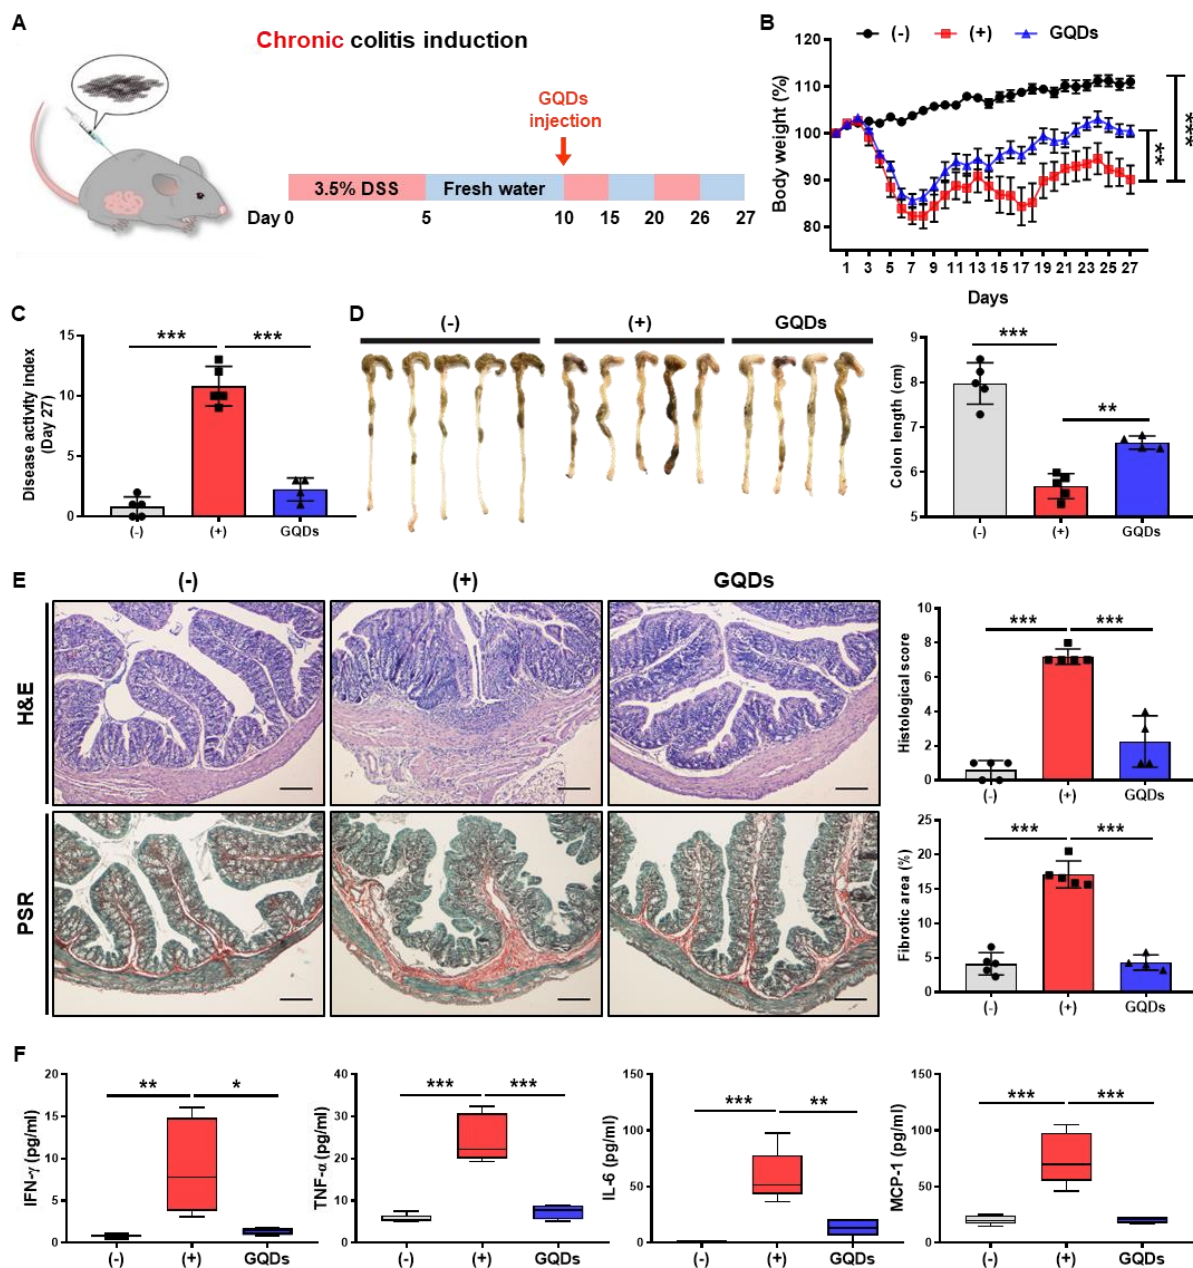 A
Chronic colitis induction
GQDs
injection
3.5% DSS
Fresh water
Day 0 5 10 15 20 26 27
B
(-) (+) GQDs
Body weight (%)
120
110
100
90
80
**
***
1 3 5 7 9 11 13 15 17 19 21 23 25 27
Days
C
Disease activity index
(Day 27)
15
10
5
0
*** ***
(-) (+) GQDs
D
(-) (+) GQDs
Colon length (cm)
9
8
7
6
5
***
**
(-) (+) GQDs
E
(-) (+) GQDs
H&E
PSR
Histological score
10
8
6
4
2
0
*** ***
(-) (+) GQDs
Fibrotic area (%)
25
20
15
10
5
0
*** ***
(-) (+) GQDs
F
IFN-γ (pg/ml)
20
15
10
5
0
** *
(-) (+) GQDs
TNF-α (pg/ml)
40
30
20
10
0
*** ***
(-) (+) GQDs
IL-6 (pg/ml)
150
100
50
0
*** **
(-) (+) GQDs
MCP-1 (pg/ml)
150
100
50
0
*** ***
(-) (+) GQDs